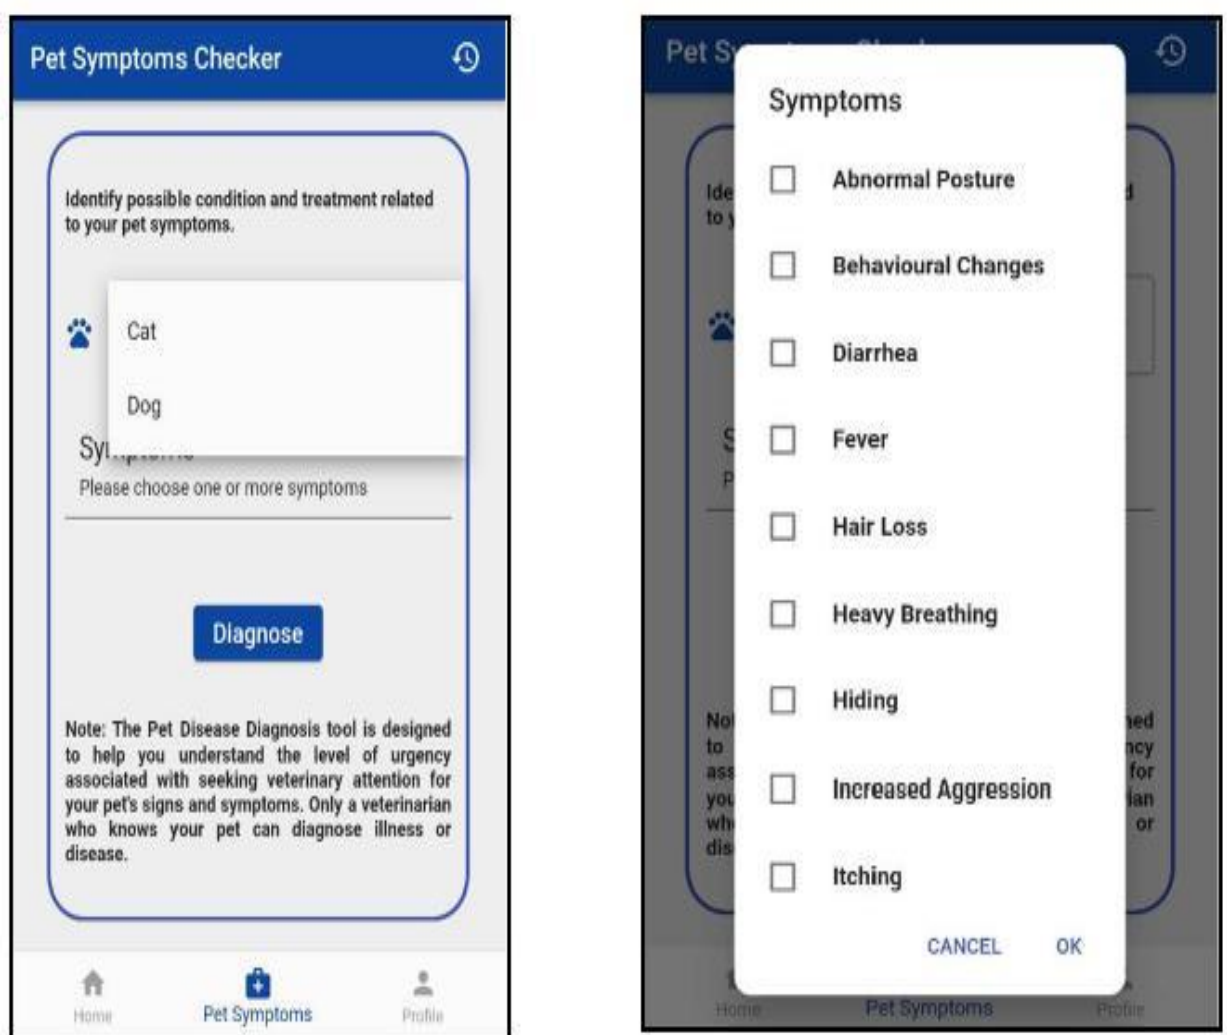 Pet Symptoms Checker
Identify possible condition and treatment related
to your pet symptoms.
Cat
Dog
Please choose one or more symptoms
Diagnose
Note: The Pet Disease Diagnosis tool is designed
to help you understand the level of urgency
associated with seeking veterinary attention for
your pet's signs and symptoms. Only a veterinarian
who knows your pet can diagnose illness or
disease.
Home
Pet Symptoms
Profile
Pet S
Symptoms
Abnormal Posture
Behavioural Changes
Diarrhea
Fever
Hair Loss
Heavy Breathing
Hiding
Increased Aggression
Itching
CANCEL OK
Home
Pet Symptoms
Profile